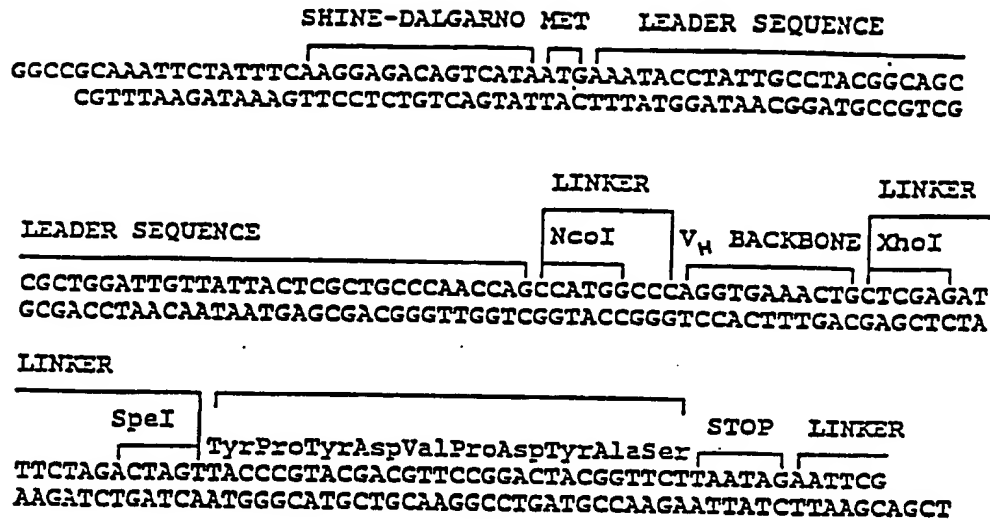 SHINE-DALGARNO MET LEADER SEQUENCE
GGCCGCAAATTCTATTTCAAGGAGACAGTCATAATGAAATACCTATTGCCTACGGCAGC
CGTTTAAGATAAAGTTCCTCTGTCAGTATTACTTTATGGATAACGGATGCCGTCG
LINKER LINKER
LEADER SEQUENCE NcoI VH BACKBONE XhoI
CGCTGGATTGTTATTACTCGCTGCCCAACCAGCCATGGCCCAGGTGAAACTGCTCGAGAT
GCGACCTAACAATAATGAGCGACGGGTTGGTCGGTACCGGGTCCACTTTGACGAGCTCTA
LINKER
SpeI STOP LINKER
TyrProTyrAspValProAspTyrAlaSer
TTCTAGACTAGTTACCCGTACGACGTTCCGGACTACGGTTCTTAATAGAATTCG
AAGATCTGATCAATGGGCATGCTGCAAGGCCTGATGCCAAGAATTATCTTAAGCAGCT